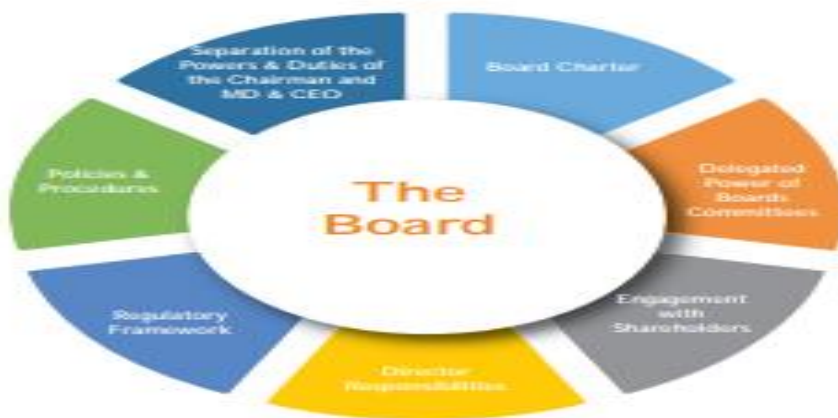 Separation of the
Powers & Duties of
the Chairman and
MD & CEO
Board Charter
Delegated
Power of
Boards
Committees
Engagement
with
Shareholders
Director
Responsibilities
Regulatory
Framework
Policies &
Procedures
The
Board